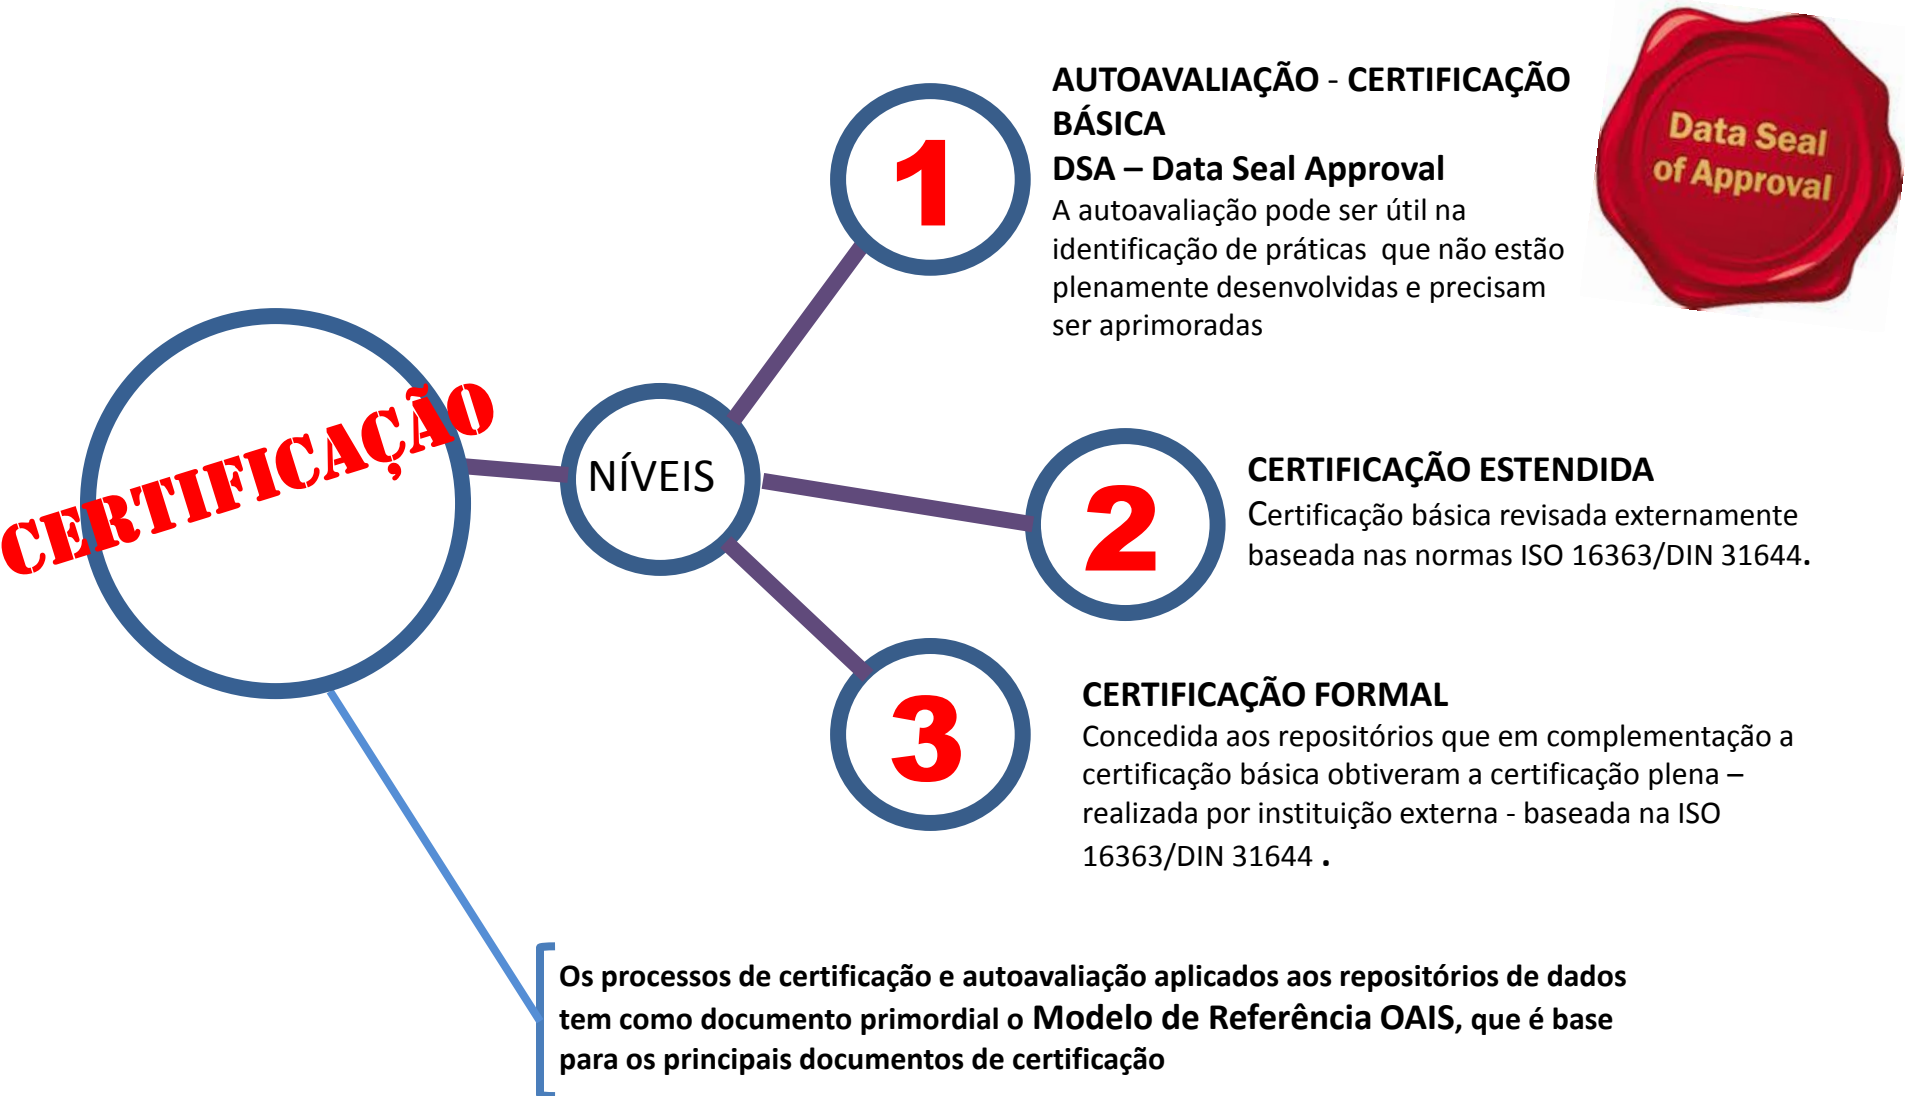 CERTIFICAÇÃO
NÍVEIS
1
AUTOAVALIAÇÃO - CERTIFICAÇÃO
BÁSICA
DSA – Data Seal Approval
A autoavaliação pode ser útil na
identificação de práticas que não estão
plenamente desenvolvidas e precisam
ser aprimoradas
Data Seal
of Approval
2
CERTIFICAÇÃO ESTENDIDA
Certificação básica revisada externamente
baseada nas normas ISO 16363/DIN 31644.
3
CERTIFICAÇÃO FORMAL
Concedida aos repositórios que em complementação a
certificação básica obtiveram a certificação plena –
realizada por instituição externa - baseada na ISO
16363/DIN 31644 .
Os processos de certificação e autoavaliação aplicados aos repositórios de dados
tem como documento primordial o Modelo de Referência OAIS, que é base
para os principais documentos de certificação